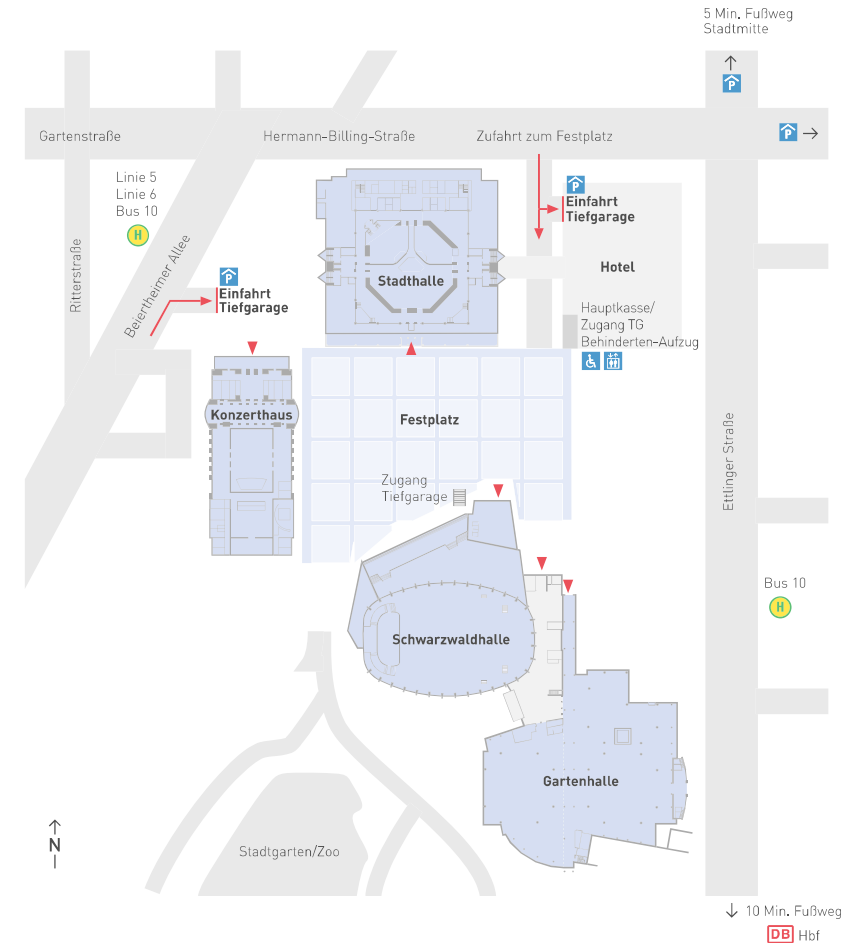 5 Min. Fußweg
Stadtmitte
P
Gartenstraße
Hermann-Billing-Straße
Zufahrt zum Festplatz
P
Linie 5
Linie 6
Bus 10
H
P
Einfahrt
Tiefgarage
Ritterstraße
Beiertheimer Allee
Hotel
Stadthalle
P
Einfahrt
Tiefgarage
Hauptkasse/
Zugang TG
Behinderten-Aufzug
Konzerthaus
Festplatz
Ettlinger Straße
Zugang
Tiefgarage
Bus 10
H
Schwarzwaldhalle
Gartenhalle
N
Stadtgarten/Zoo
10 Min. Fußweg
DB Hbf